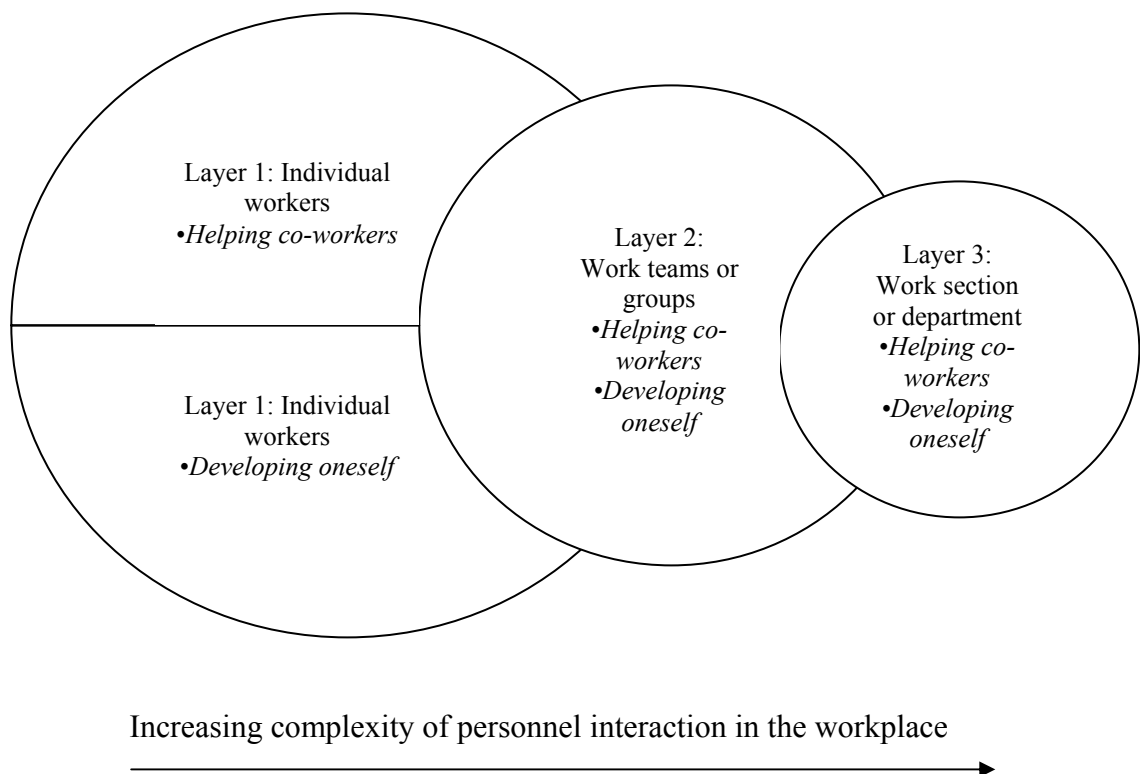 Layer 1: Individual
workers
•Helping co-workers
Layer 1: Individual
workers
•Developing oneself
Layer 2:
Work teams or
groups
•Helping co-
workers
•Developing
oneself
Layer 3:
Work section
or department
•Helping co-
workers
•Developing
oneself
Increasing complexity of personnel interaction in the workplace